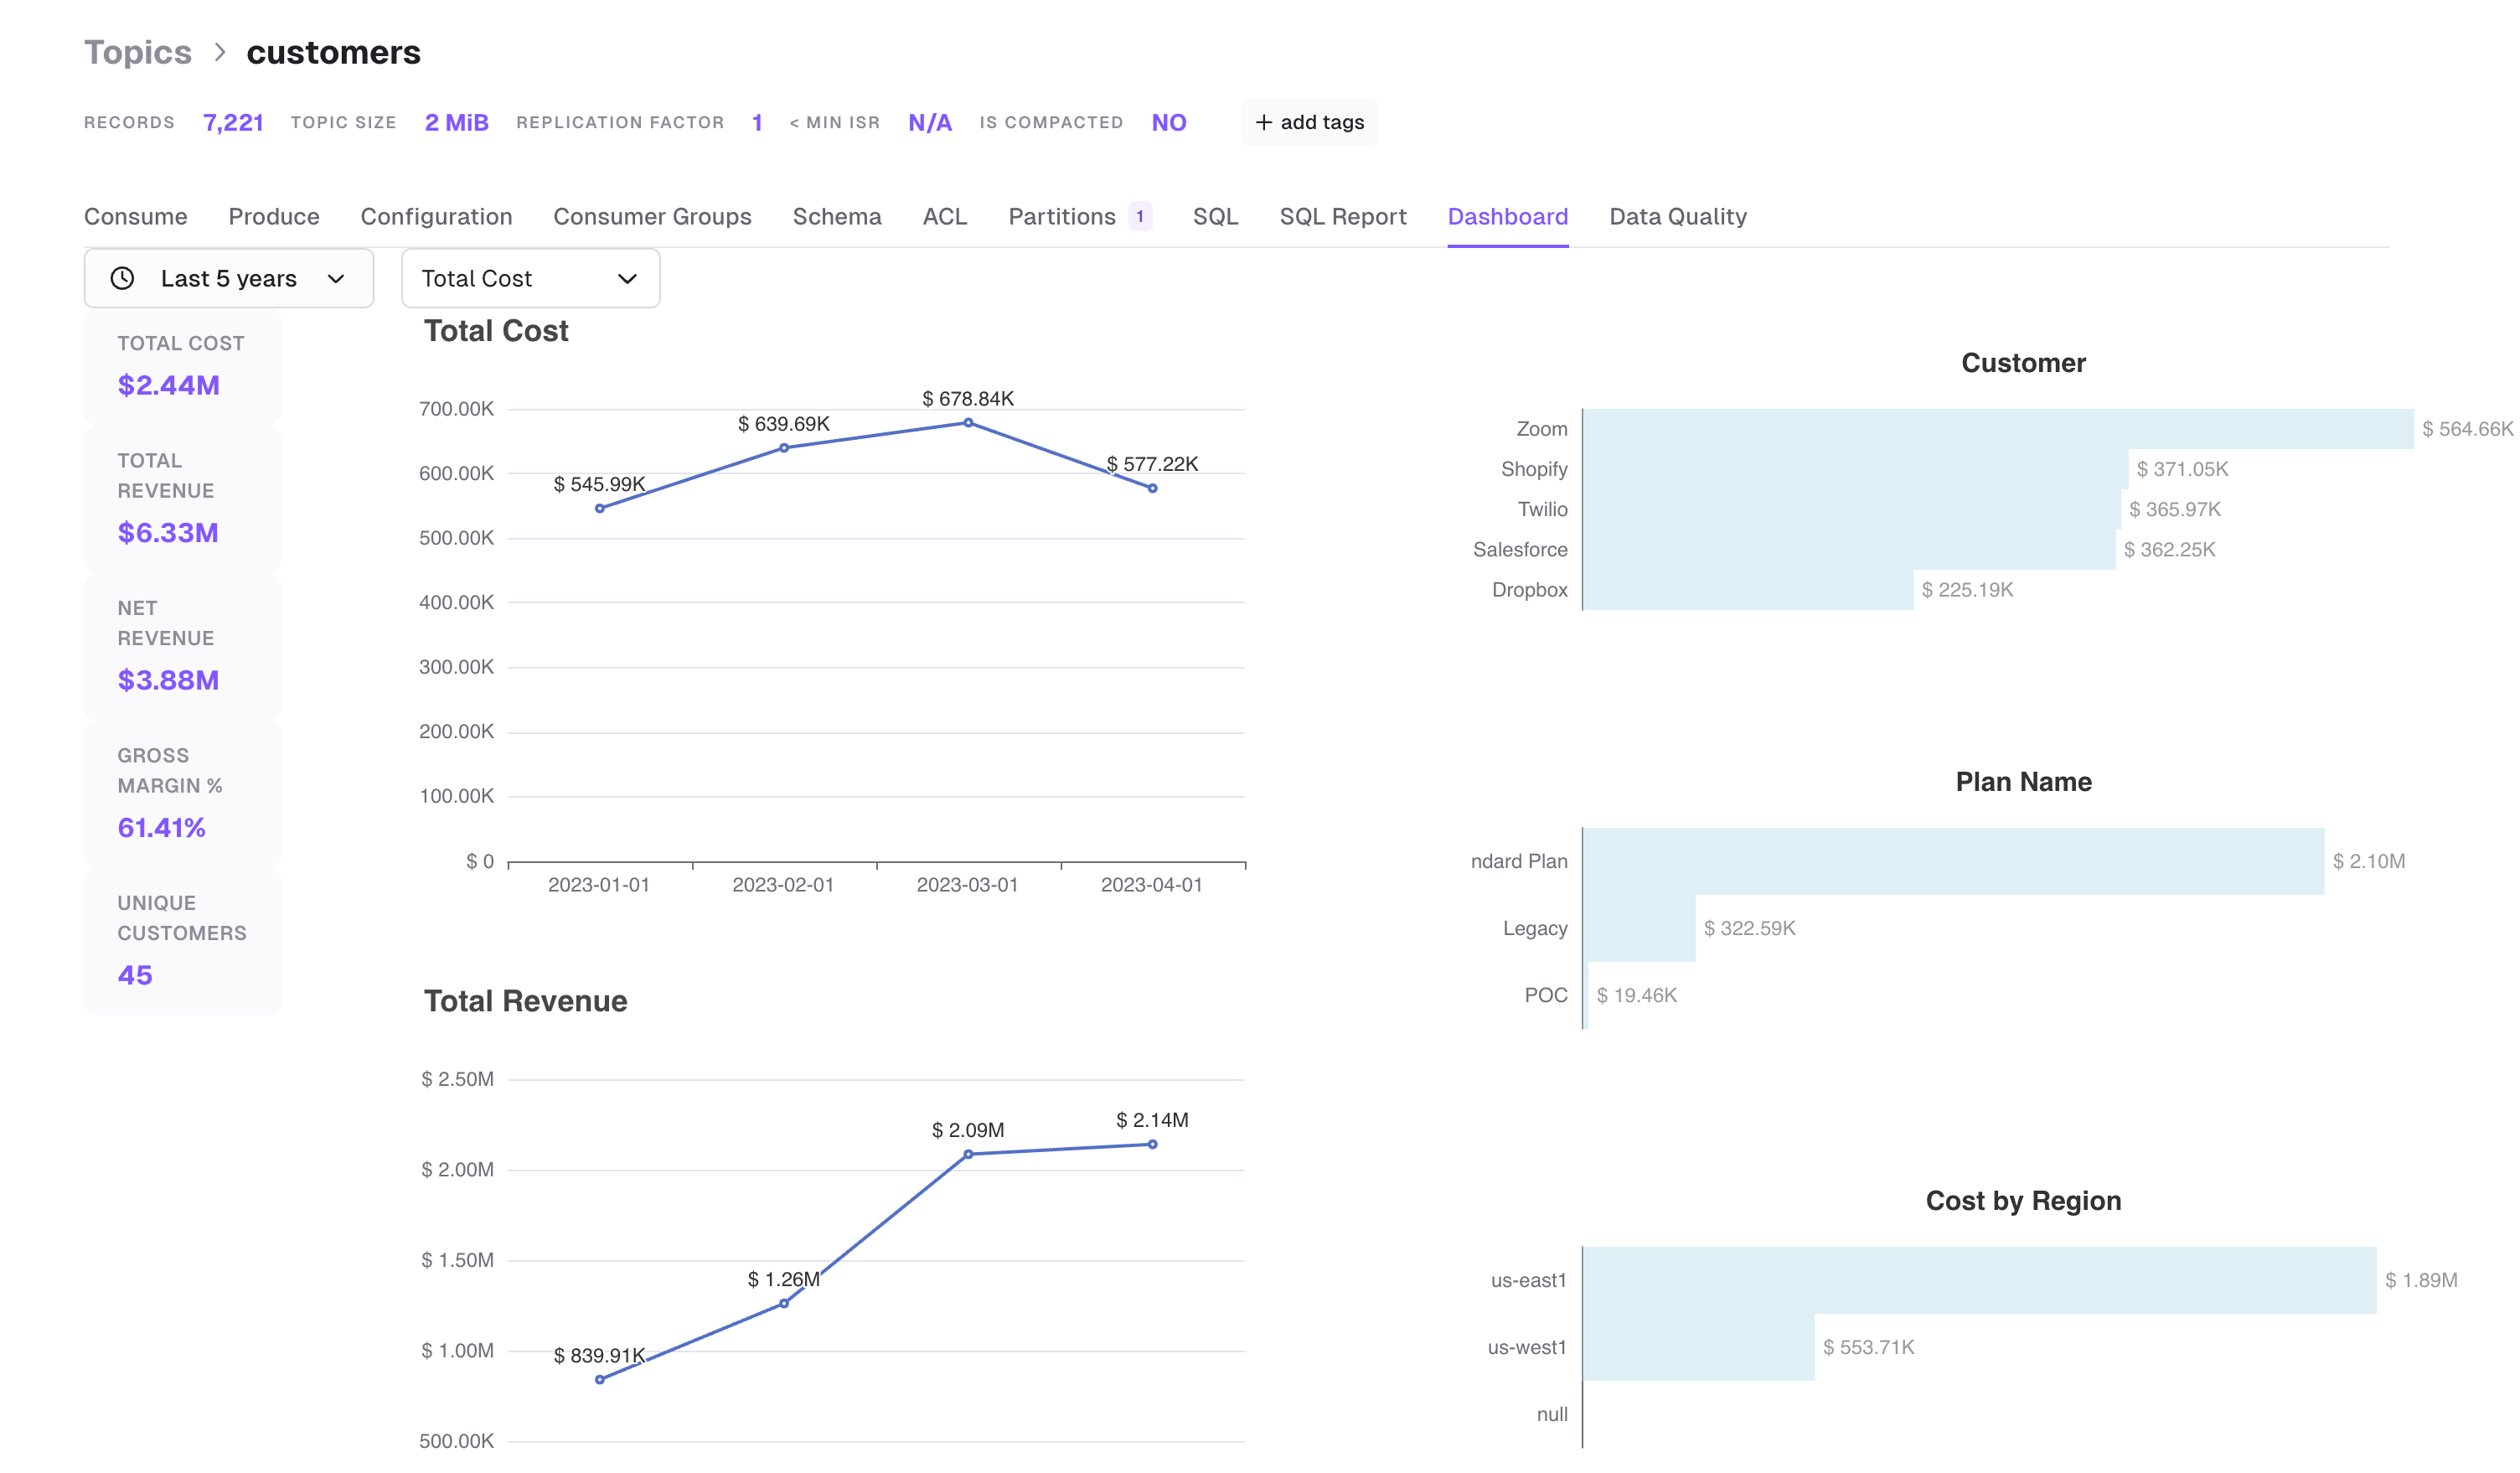 Topics > customers
RECORDS 7,221 TOPIC SIZE 2 MiB REPLICATION FACTOR 1 < MIN ISR N/A IS COMPACTED NO + add tags
Consume Produce Configuration Consumer Groups Schema ACL Partitions 1 SQL SQL Report Dashboard Data Quality
Last 5 years Total Cost
TOTAL COST
$2.44M
TOTAL
REVENUE
$6.33M
NET
REVENUE
$3.88M
GROSS
MARGIN %
61.41%
UNIQUE
CUSTOMERS
45
Total Cost
700.00K
600.00K
500.00K
400.00K
300.00K
200.00K
100.00K
$ 0
$ 545.99K
$ 639.69K
$ 678.84K
$ 577.22K
2023-01-01 2023-02-01 2023-03-01 2023-04-01
Total Revenue
$ 2.50M
$ 2.00M
$ 1.50M
$ 1.00M
500.00K
$ 839.91K
$ 1.26M
$ 2.09M
$ 2.14M
Customer
Zoom $ 564.66K
Shopify $ 371.05K
Twilio $ 365.97K
Salesforce $ 362.25K
Dropbox $ 225.19K
Plan Name
ndard Plan $ 2.10M
Legacy $ 322.59K
POC $ 19.46K
Cost by Region
us-east1 $ 1.89M
us-west1 $ 553.71K
null